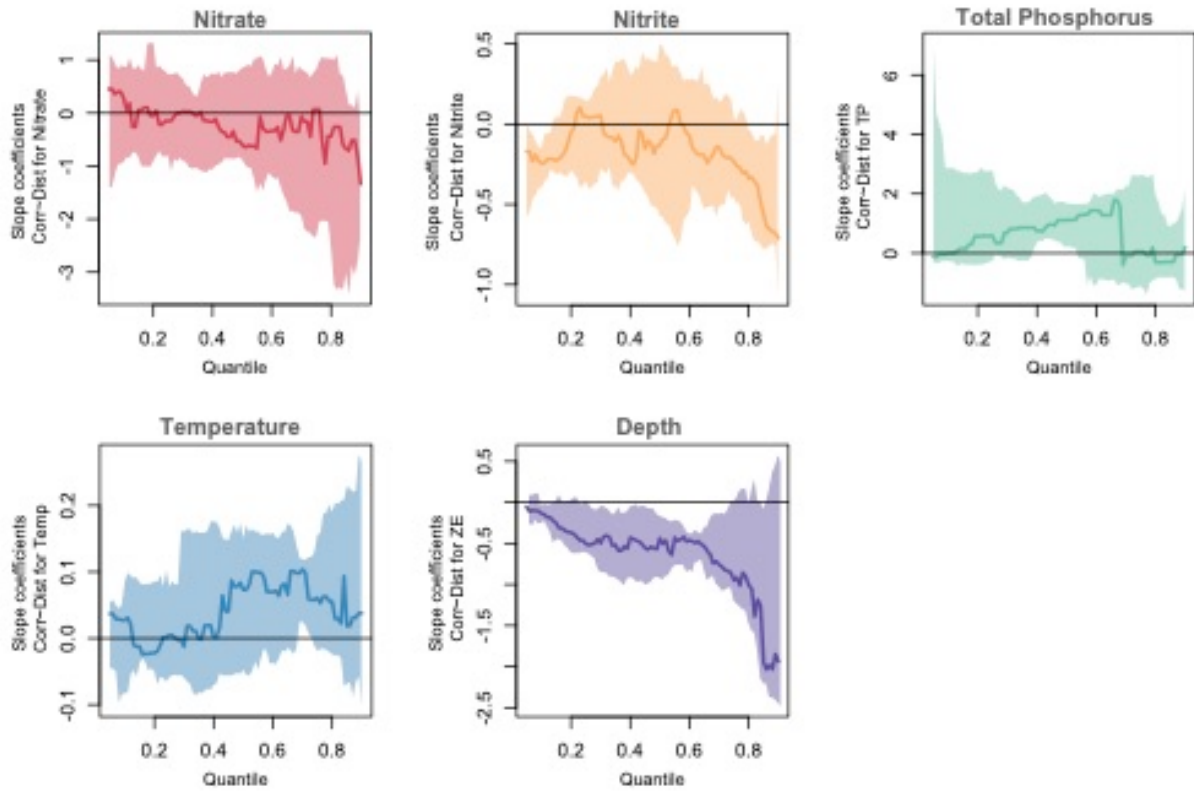 Nitrate
Slope coefficients
Corr-Dist for Nitrate
1
0
-1
-2
-3
0.2 0.4 0.6 0.8
Quantile
Nitrite
Slope coefficients
Corr-Dist for Nitrite
0.5
0.0
-0.5
-1.0
0.2 0.4 0.6 0.8
Quantile
Total Phosphorus
Slope coefficients
Corr-Dist for TP
6
4
2
0
0.2 0.4 0.6 0.8
Quantile
Temperature
Slope coefficients
Corr-Dist for Temp
0.2
0.1
0.0
-0.1
0.2 0.4 0.6 0.8
Quantile
Depth
Slope coefficients
Corr-Dist for ZE
0.5
-0.5
-1.5
-2.5
0.2 0.4 0.6 0.8
Quantile